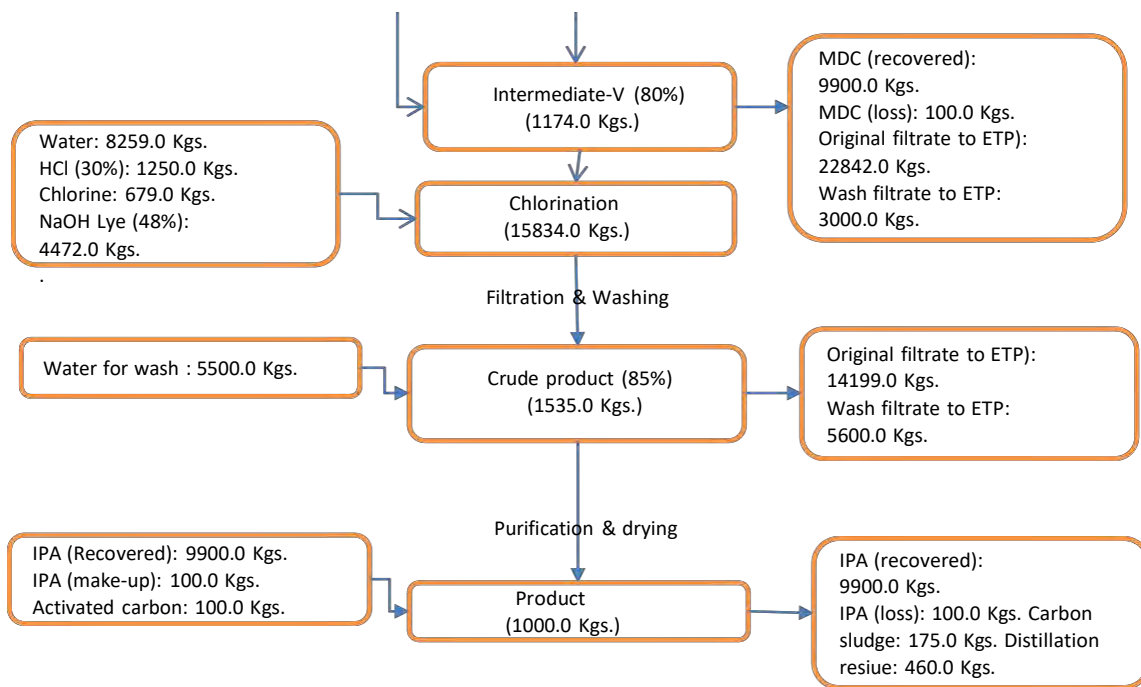 Intermediate-V (80%)
(1174.0 Kgs.)
MDC (recovered):
9900.0 Kgs.
MDC (loss): 100.0 Kgs.
Original filtrate to ETP):
22842.0 Kgs.
Wash filtrate to ETP:
3000.0 Kgs.
Water: 8259.0 Kgs.
HCl (30%): 1250.0 Kgs.
Chlorine: 679.0 Kgs.
NaOH Lye (48%):
4472.0 Kgs.
.
Chlorination
(15834.0 Kgs.)
Filtration & Washing
Water for wash : 5500.0 Kgs.
Crude product (85%)
(1535.0 Kgs.)
Original filtrate to ETP):
14199.0 Kgs.
Wash filtrate to ETP:
5600.0 Kgs.
Purification & drying
IPA (Recovered): 9900.0 Kgs.
IPA (make-up): 100.0 Kgs.
Activated carbon: 100.0 Kgs.
Product
(1000.0 Kgs.)
IPA (recovered):
9900.0 Kgs.
IPA (loss): 100.0 Kgs. Carbon
sludge: 175.0 Kgs. Distillation
resiue: 460.0 Kgs.